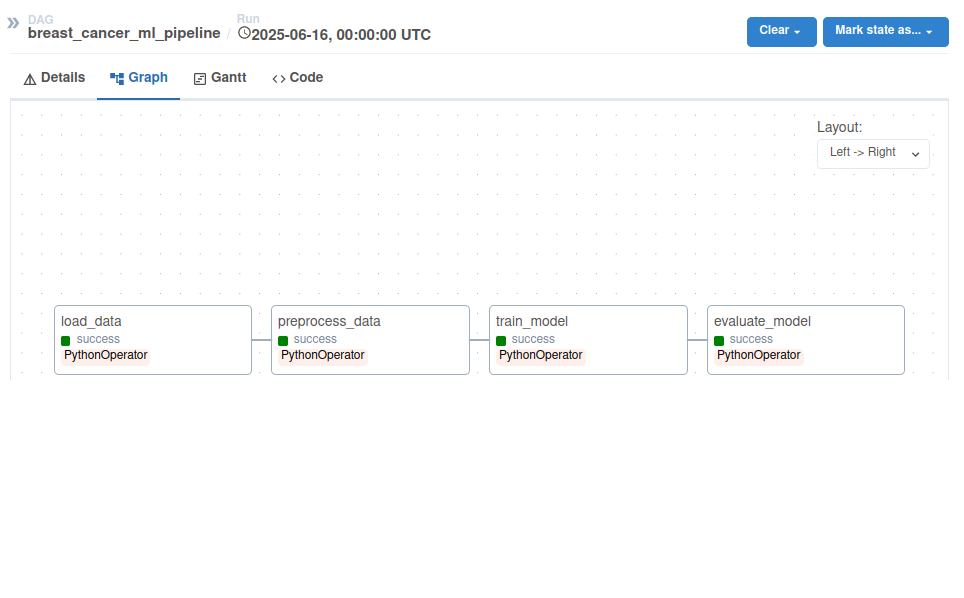 DAG
breast_cancer_ml_pipeline
/
Run
2025-06-16, 00:00:00 UTC
Clear
Mark state as...
Details
Graph
Gantt
Code
Layout:
Left -> Right
load_data
success
PythonOperator
preprocess_data
success
PythonOperator
train_model
success
PythonOperator
evaluate_model
success
PythonOperator